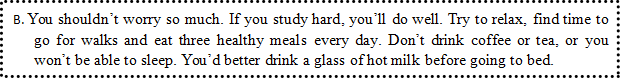 B. You shouldn’t worry so much. If you study hard, you’ll do well. Try to relax, find time to
go for walks and eat three healthy meals every day. Don’t drink coffee or tea, or you
won’t be able to sleep. You’d better drink a glass of hot milk before going to bed.